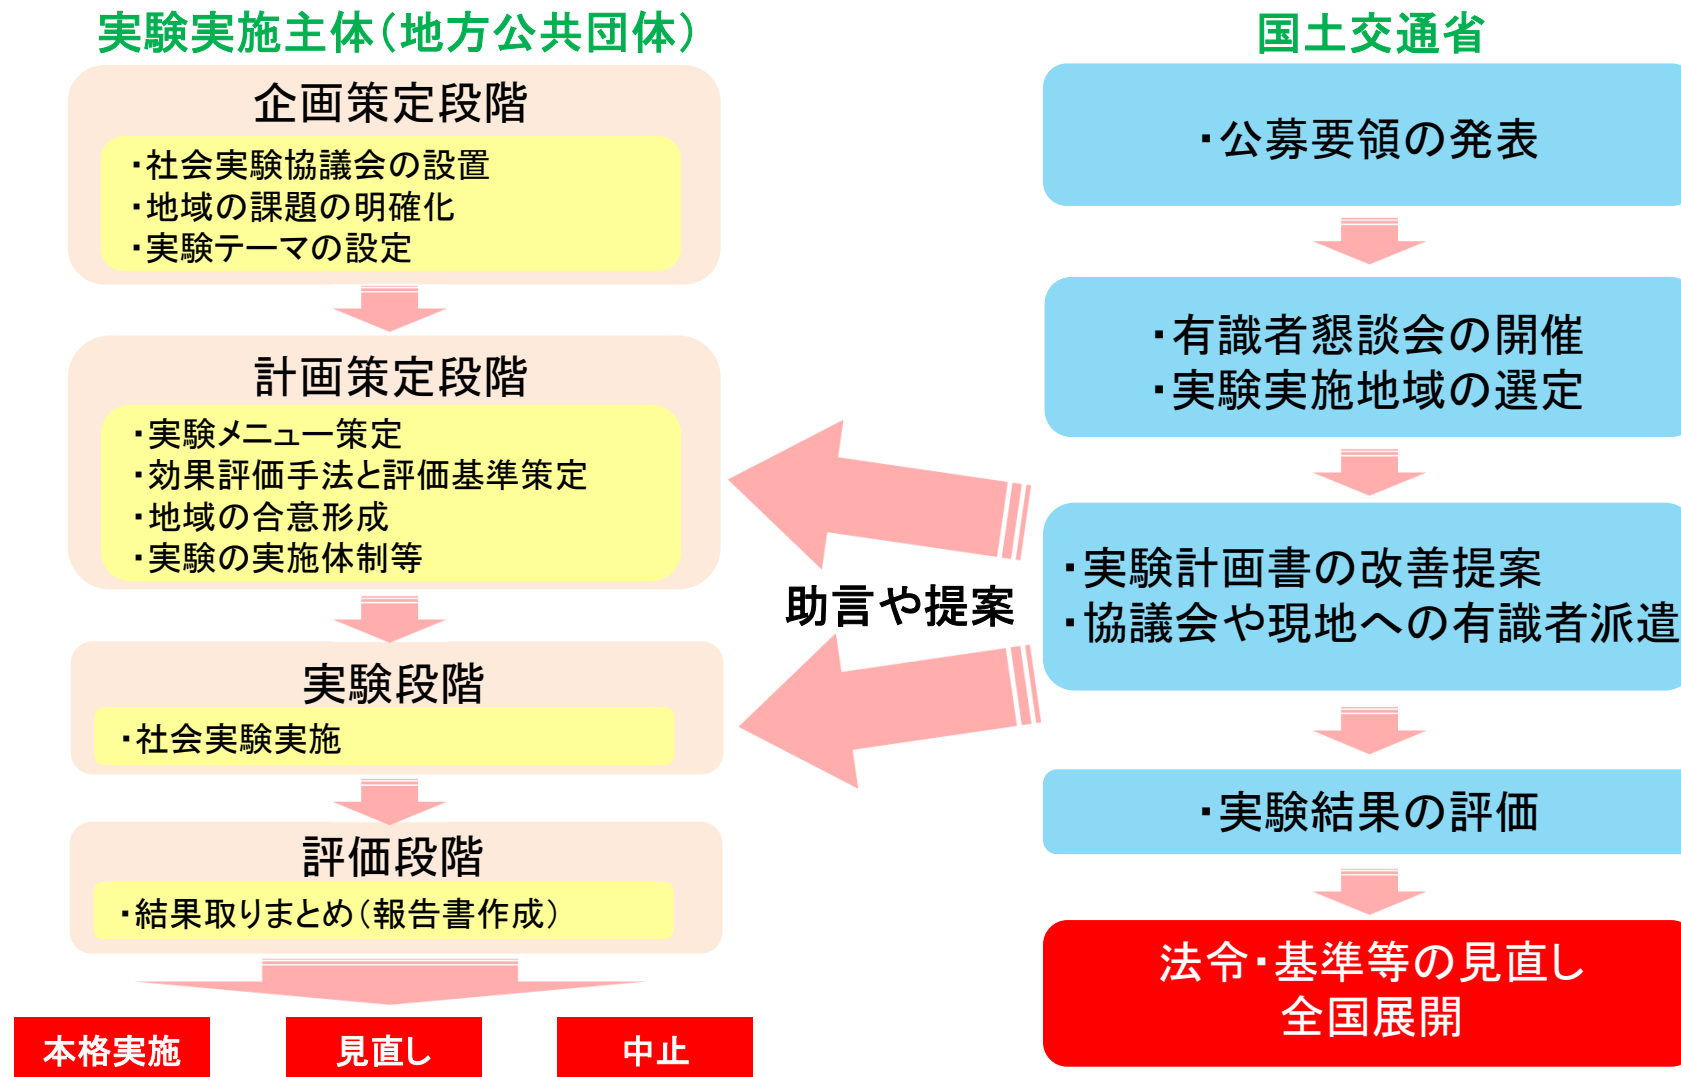 実験実施主体（地方公共団体）
企画策定段階
・社会実験協議会の設置
・地域の課題の明確化
・実験テーマの設定
計画策定段階
・実験メニュー策定
・効果評価手法と評価基準策定
・地域の合意形成
・実験の実施体制等
実験段階
・社会実験実施
評価段階
・結果取りまとめ（報告書作成）
本格実施
見直し
中止
助言や提案
国土交通省
・公募要領の発表
・有識者懇談会の開催
・実験実施地域の選定
・実験計画書の改善提案
・協議会や現地への有識者派遣
・実験結果の評価
法令・基準等の見直し
全国展開